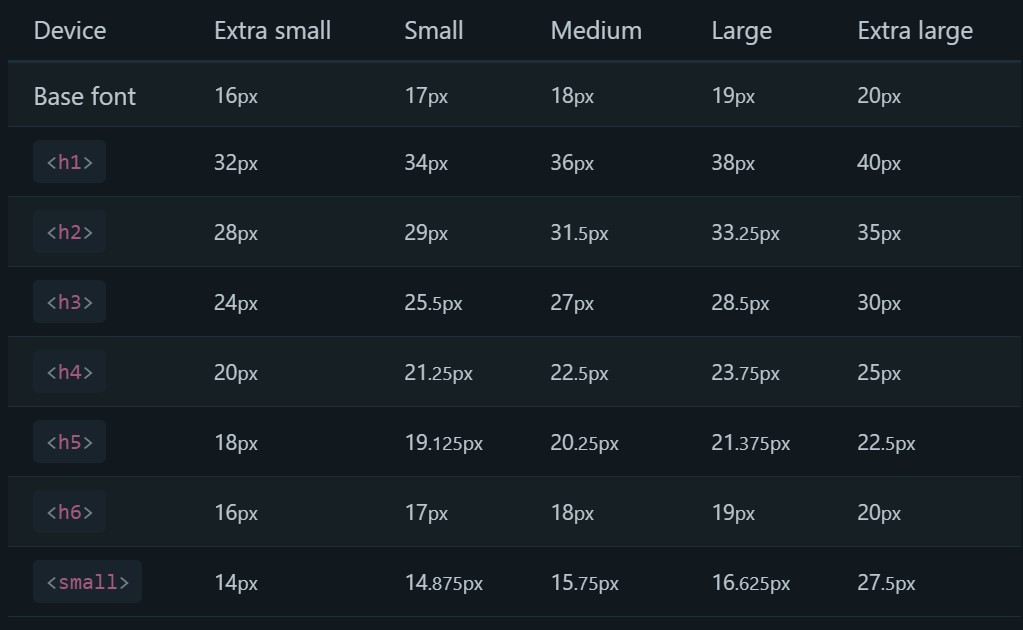 Device Extra small Small Medium Large Extra large
Base font 16px 17px 18px 19px 20px
<h1> 32px 34px 36px 38px 40px
<h2> 28px 29px 31.5px 33.25px 35px
<h3> 24px 25.5px 27px 28.5px 30px
<h4> 20px 21.25px 22.5px 23.75px 25px
<h5> 18px 19.125px 20.25px 21.375px 22.5px
<h6> 16px 17px 18px 19px 20px
<small> 14px 14.875px 15.75px 16.625px 27.5px